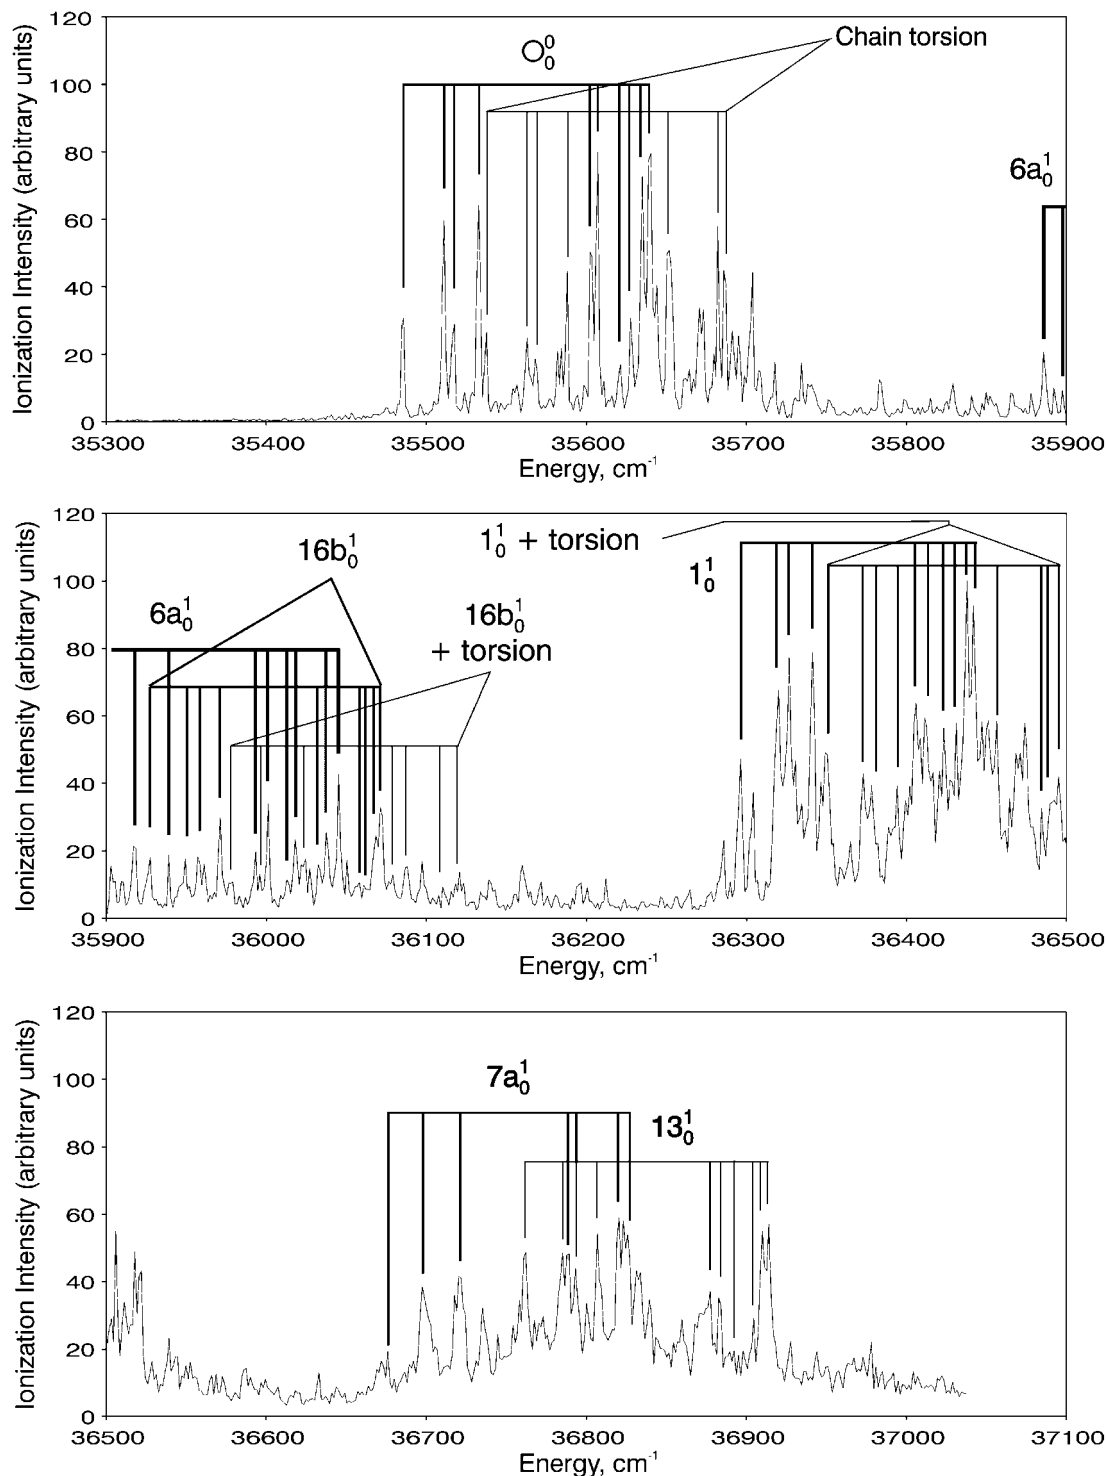 Ionization Intensity (arbitrary units)
120
100
80
60
40
20
0
O⁰₀
Chain torsion
6a¹₀
35300 35400 35500 35600 35700 35800 35900
Energy, cm⁻¹
Ionization Intensity (arbitrary units)
120
100
80
60
40
20
0
6a¹₀
16b¹₀
16b¹₀
+ torsion
1¹₀ + torsion
1¹₀
35900 36000 36100 36200 36300 36400 36500
Energy, cm⁻¹
Ionization Intensity (arbitrary units)
120
100
80
60
40
20
0
7a¹₀
13¹₀
36500 36600 36700 36800 36900 37000 37100
Energy, cm⁻¹